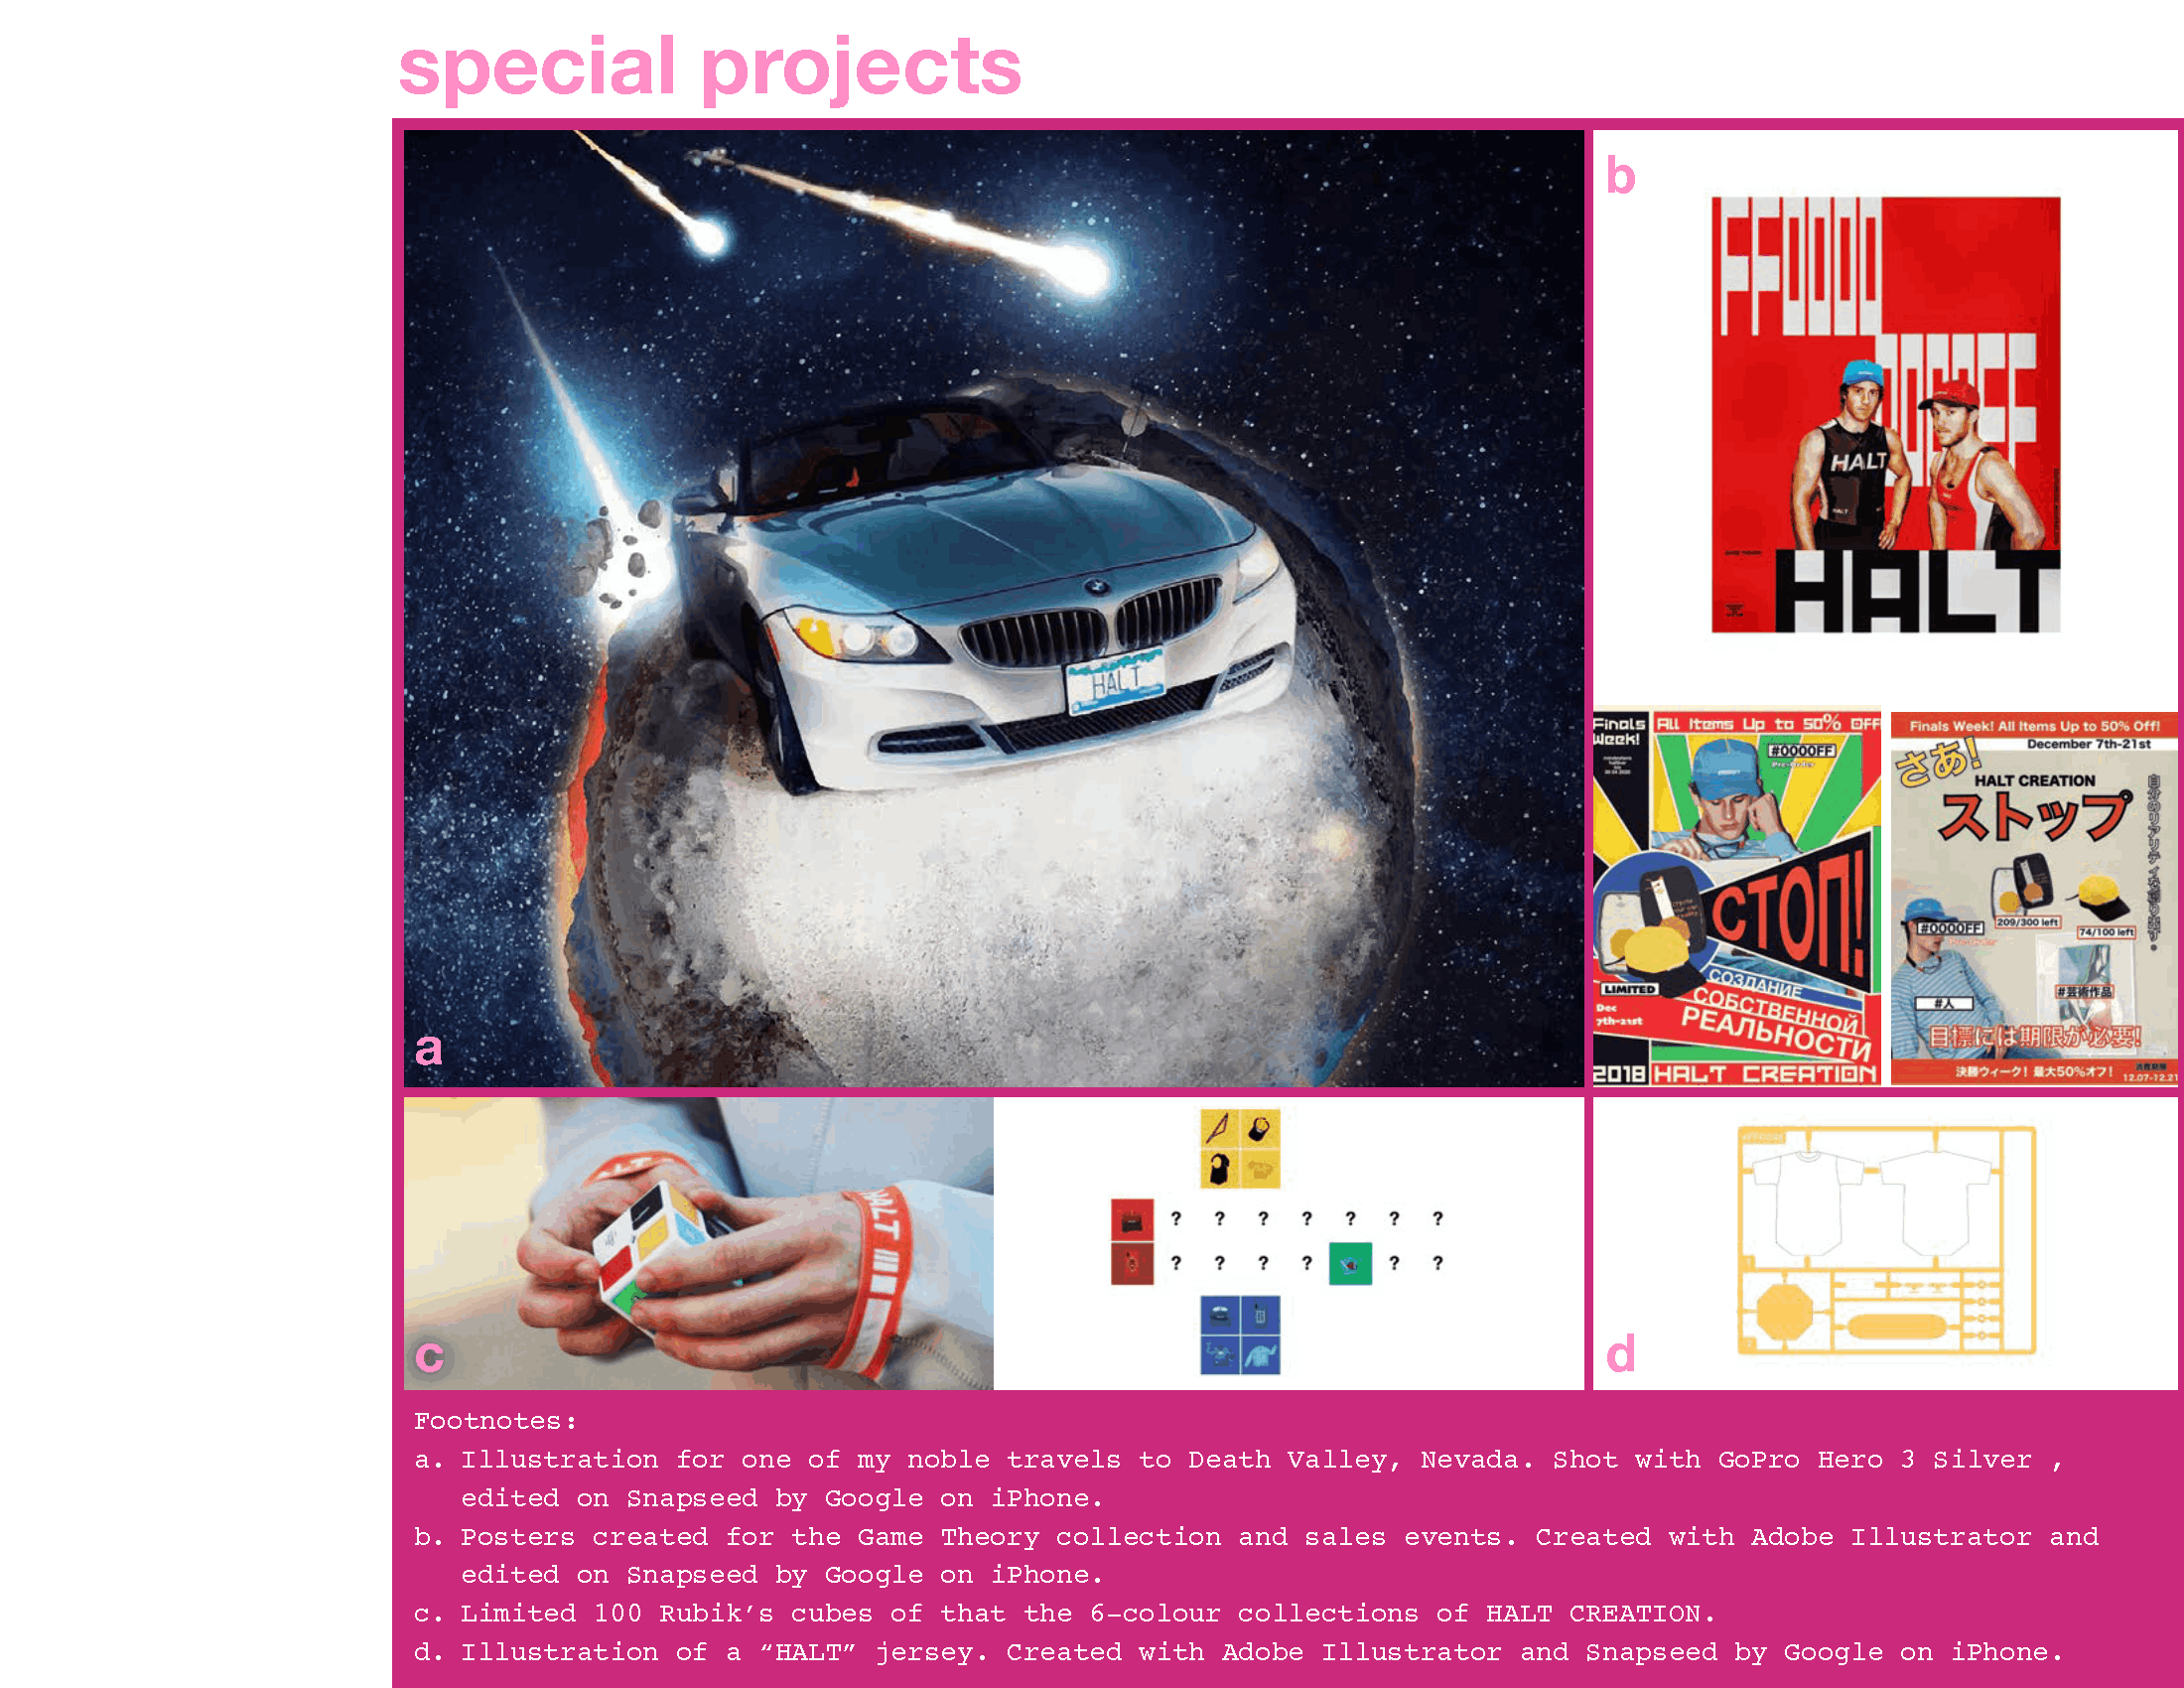 special projects
b
FF0000
0000FF
HALT
HALT
HALT
HALT
Finals Week!
All Items Up to 50% OFF
#0000FF
Pre-Order
СТОП!
СОЗДАНИЕ
СОБСТВЕННОЙ
РЕАЛЬНОСТИ
LIMITED
Dec
7th-21st
2018 HALT CREATION
Finals Week! All Items Up to 50% Off!
December 7th-21st
さあ!
HALT CREATION
ストップ
#0000FF
Pre-Order
209/300 left
74/100 left
#芸術作品
#人
目標には期限が必要!
決勝ウィーク! 最大50%オフ!
12.07-12.21
a
HALT
c
? ? ? ? ? ? ?
? ? ? ? ? ?
d
Footnotes:
a. Illustration for one of my noble travels to Death Valley, Nevada. Shot with GoPro Hero 3 Silver ,
edited on Snapseed by Google on iPhone.
b. Posters created for the Game Theory collection and sales events. Created with Adobe Illustrator and
edited on Snapseed by Google on iPhone.
c. Limited 100 Rubik’s cubes of that the 6-colour collections of HALT CREATION.
d. Illustration of a “HALT” jersey. Created with Adobe Illustrator and Snapseed by Google on iPhone.